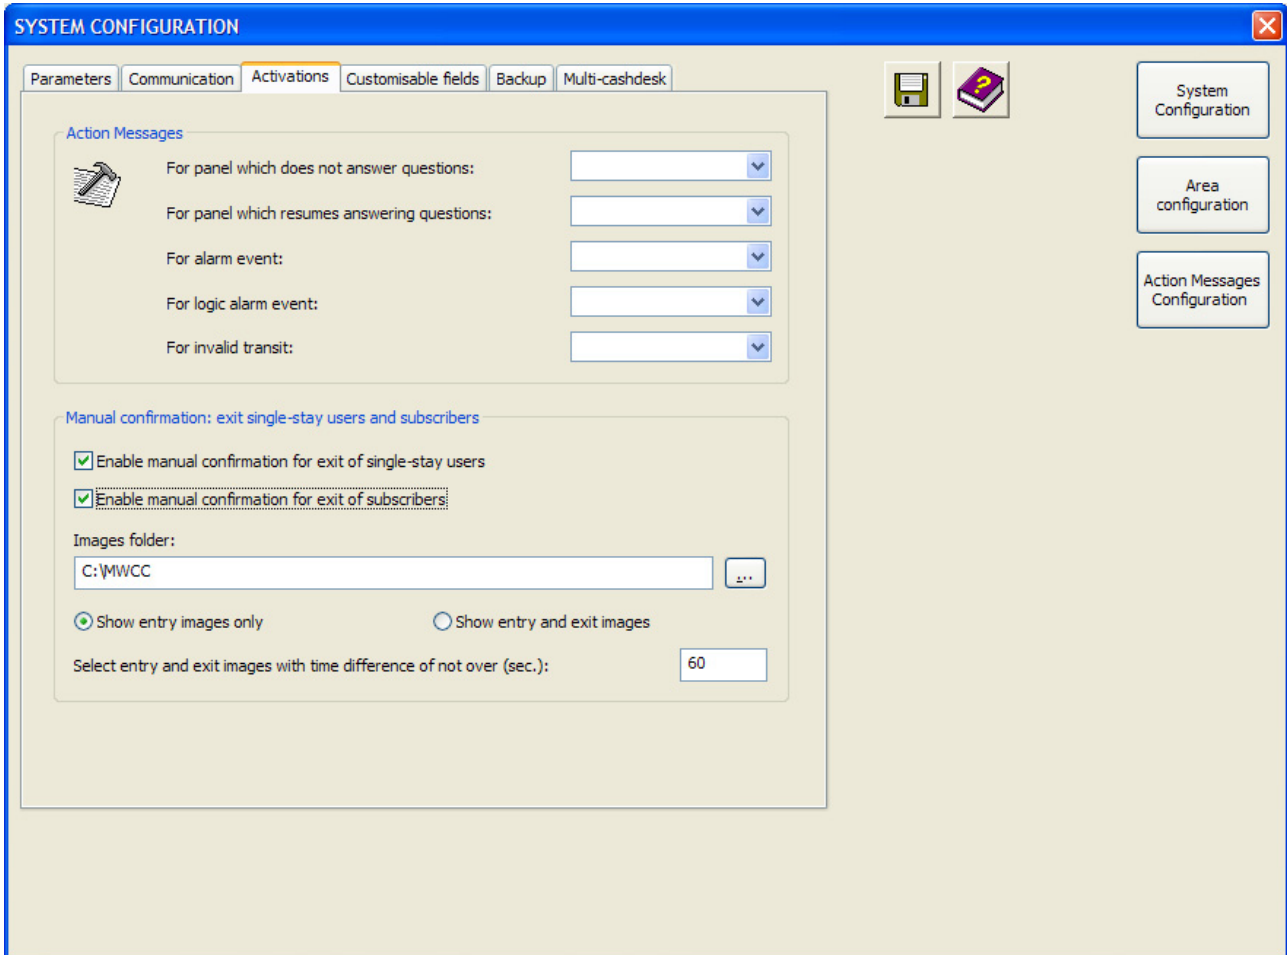 SYSTEM CONFIGURATION
Parameters Communication Activations Customisable fields Backup Multi-cashdesk
System
Configuration
Area
configuration
Action Messages
Configuration
Action Messages
For panel which does not answer questions:
For panel which resumes answering questions:
For alarm event:
For logic alarm event:
For invalid transit:
Manual confirmation: exit single-stay users and subscribers
Enable manual confirmation for exit of single-stay users
Enable manual confirmation for exit of subscribers
Images folder:
C:\MWCC
...
Show entry images only Show entry and exit images
Select entry and exit images with time difference of not over (sec.): 60